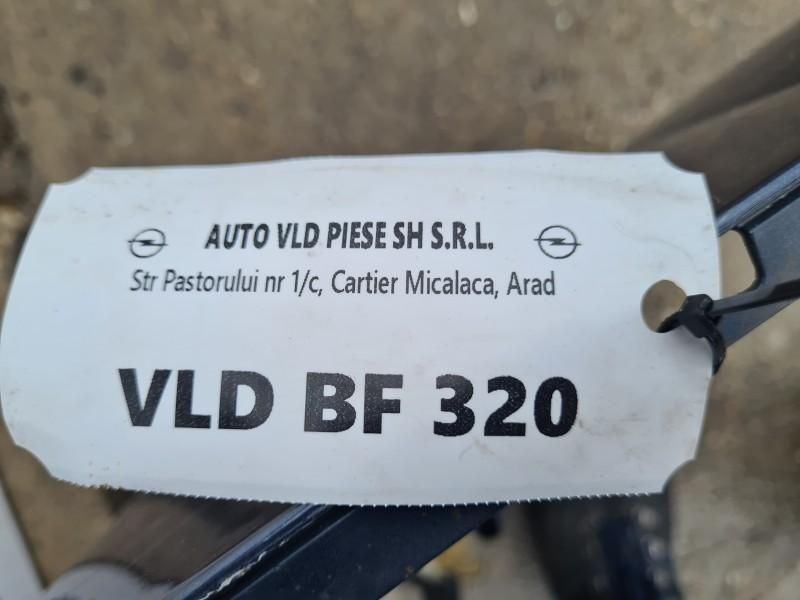 AUTO VLD PIESE SH S.R.L.
Str Pastorului nr 1/c, Cartier Micalaca, Arad
VLD BF 320